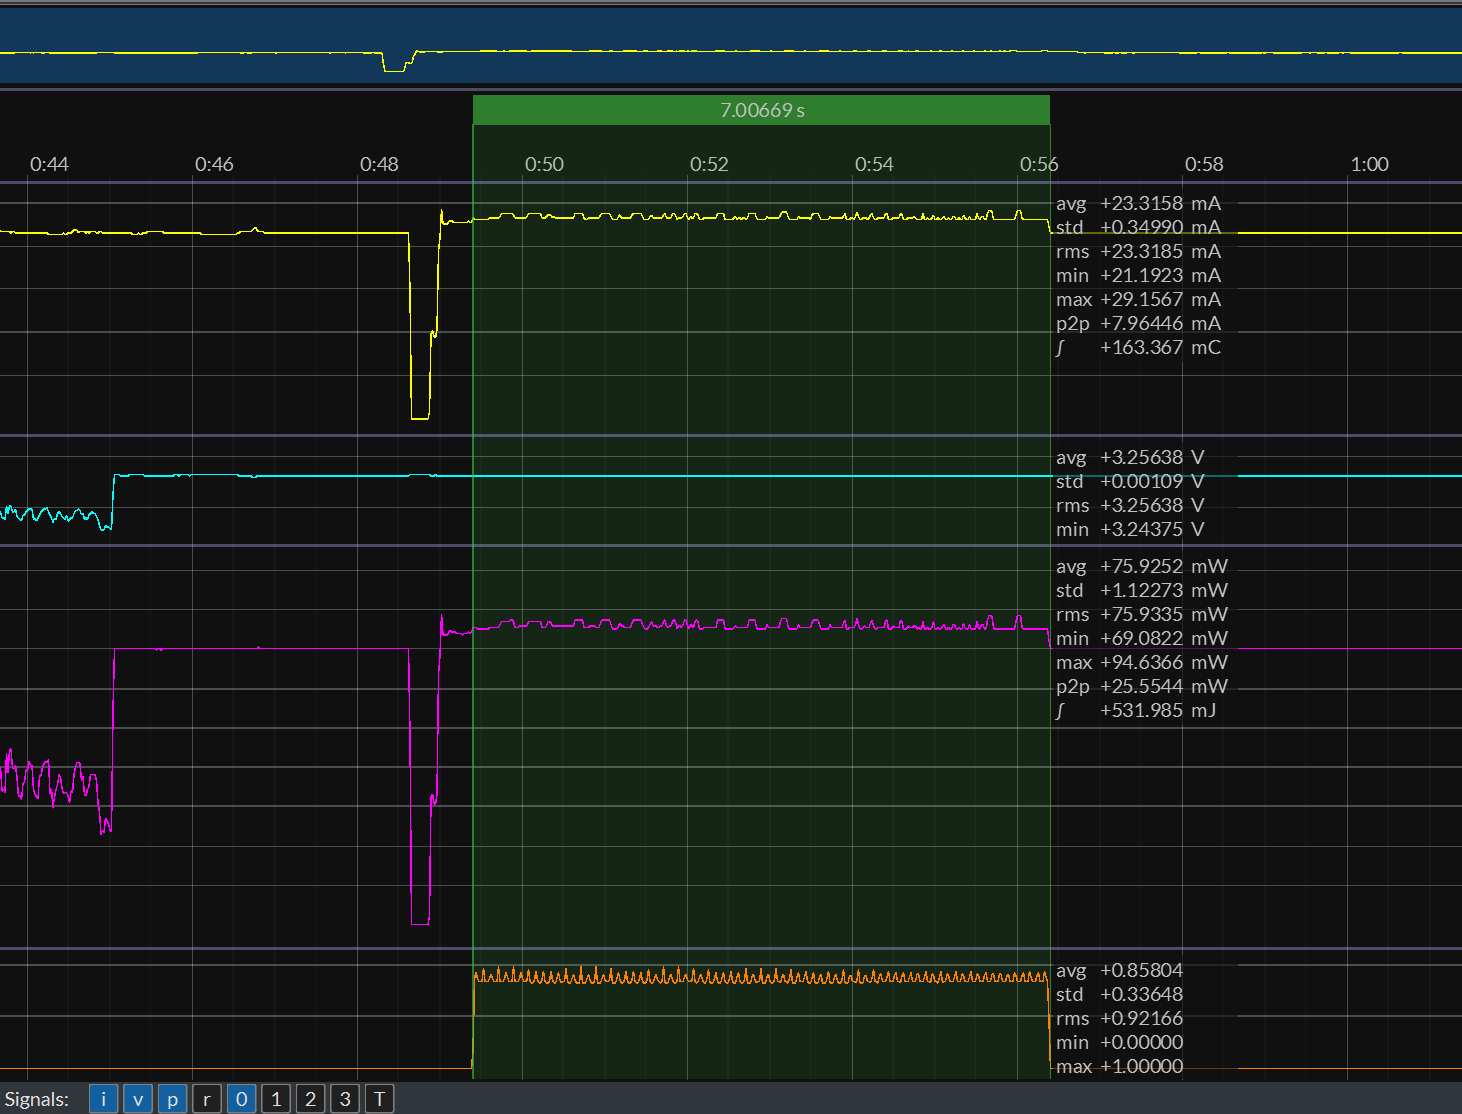 7.00669 s
0:44 0:46 0:48 0:50 0:52 0:54 0:56 0:58 1:00
avg +23.3158 mA
std +0.34990 mA
rms +23.3185 mA
min +21.1923 mA
max +29.1567 mA
p2p +7.96446 mA
∫ +163.367 mC
avg +3.25638 V
std +0.00109 V
rms +3.25638 V
min +3.24375 V
avg +75.9252 mW
std +1.12273 mW
rms +75.9335 mW
min +69.0822 mW
max +94.6366 mW
p2p +25.5544 mW
∫ +531.985 mJ
avg +0.85804
std +0.33648
rms +0.92166
min +0.00000
max +1.00000
Signals: i v p r 0 1 2 3 T